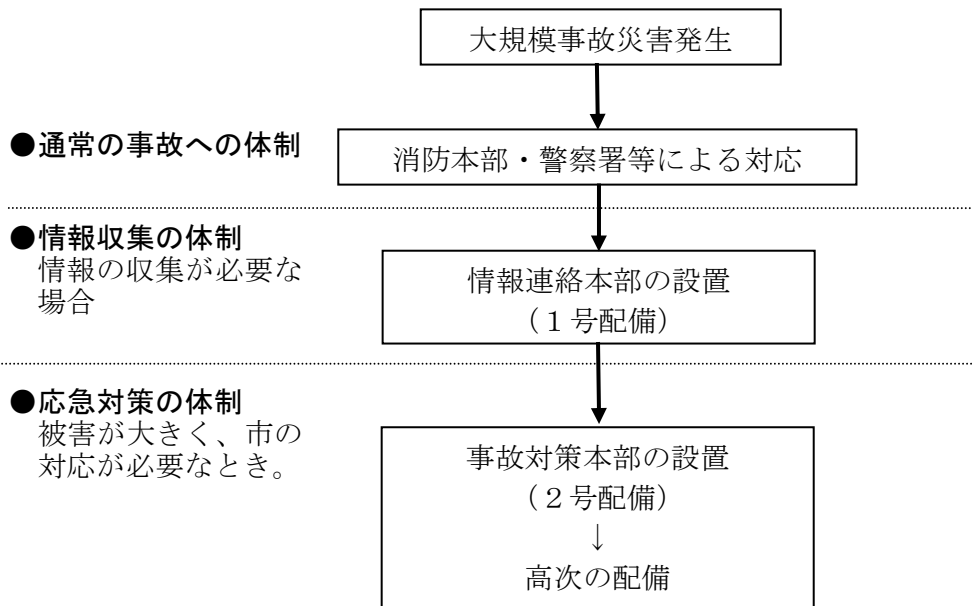 大規模事故災害発生
●通常の事故への体制
消防本部・警察署等による対応
●情報収集の体制
情報の収集が必要な
場合
情報連絡本部の設置
（１号配備）
●応急対策の体制
被害が大きく、市の
対応が必要なとき。
事故対策本部の設置
（２号配備）
↓
高次の配備